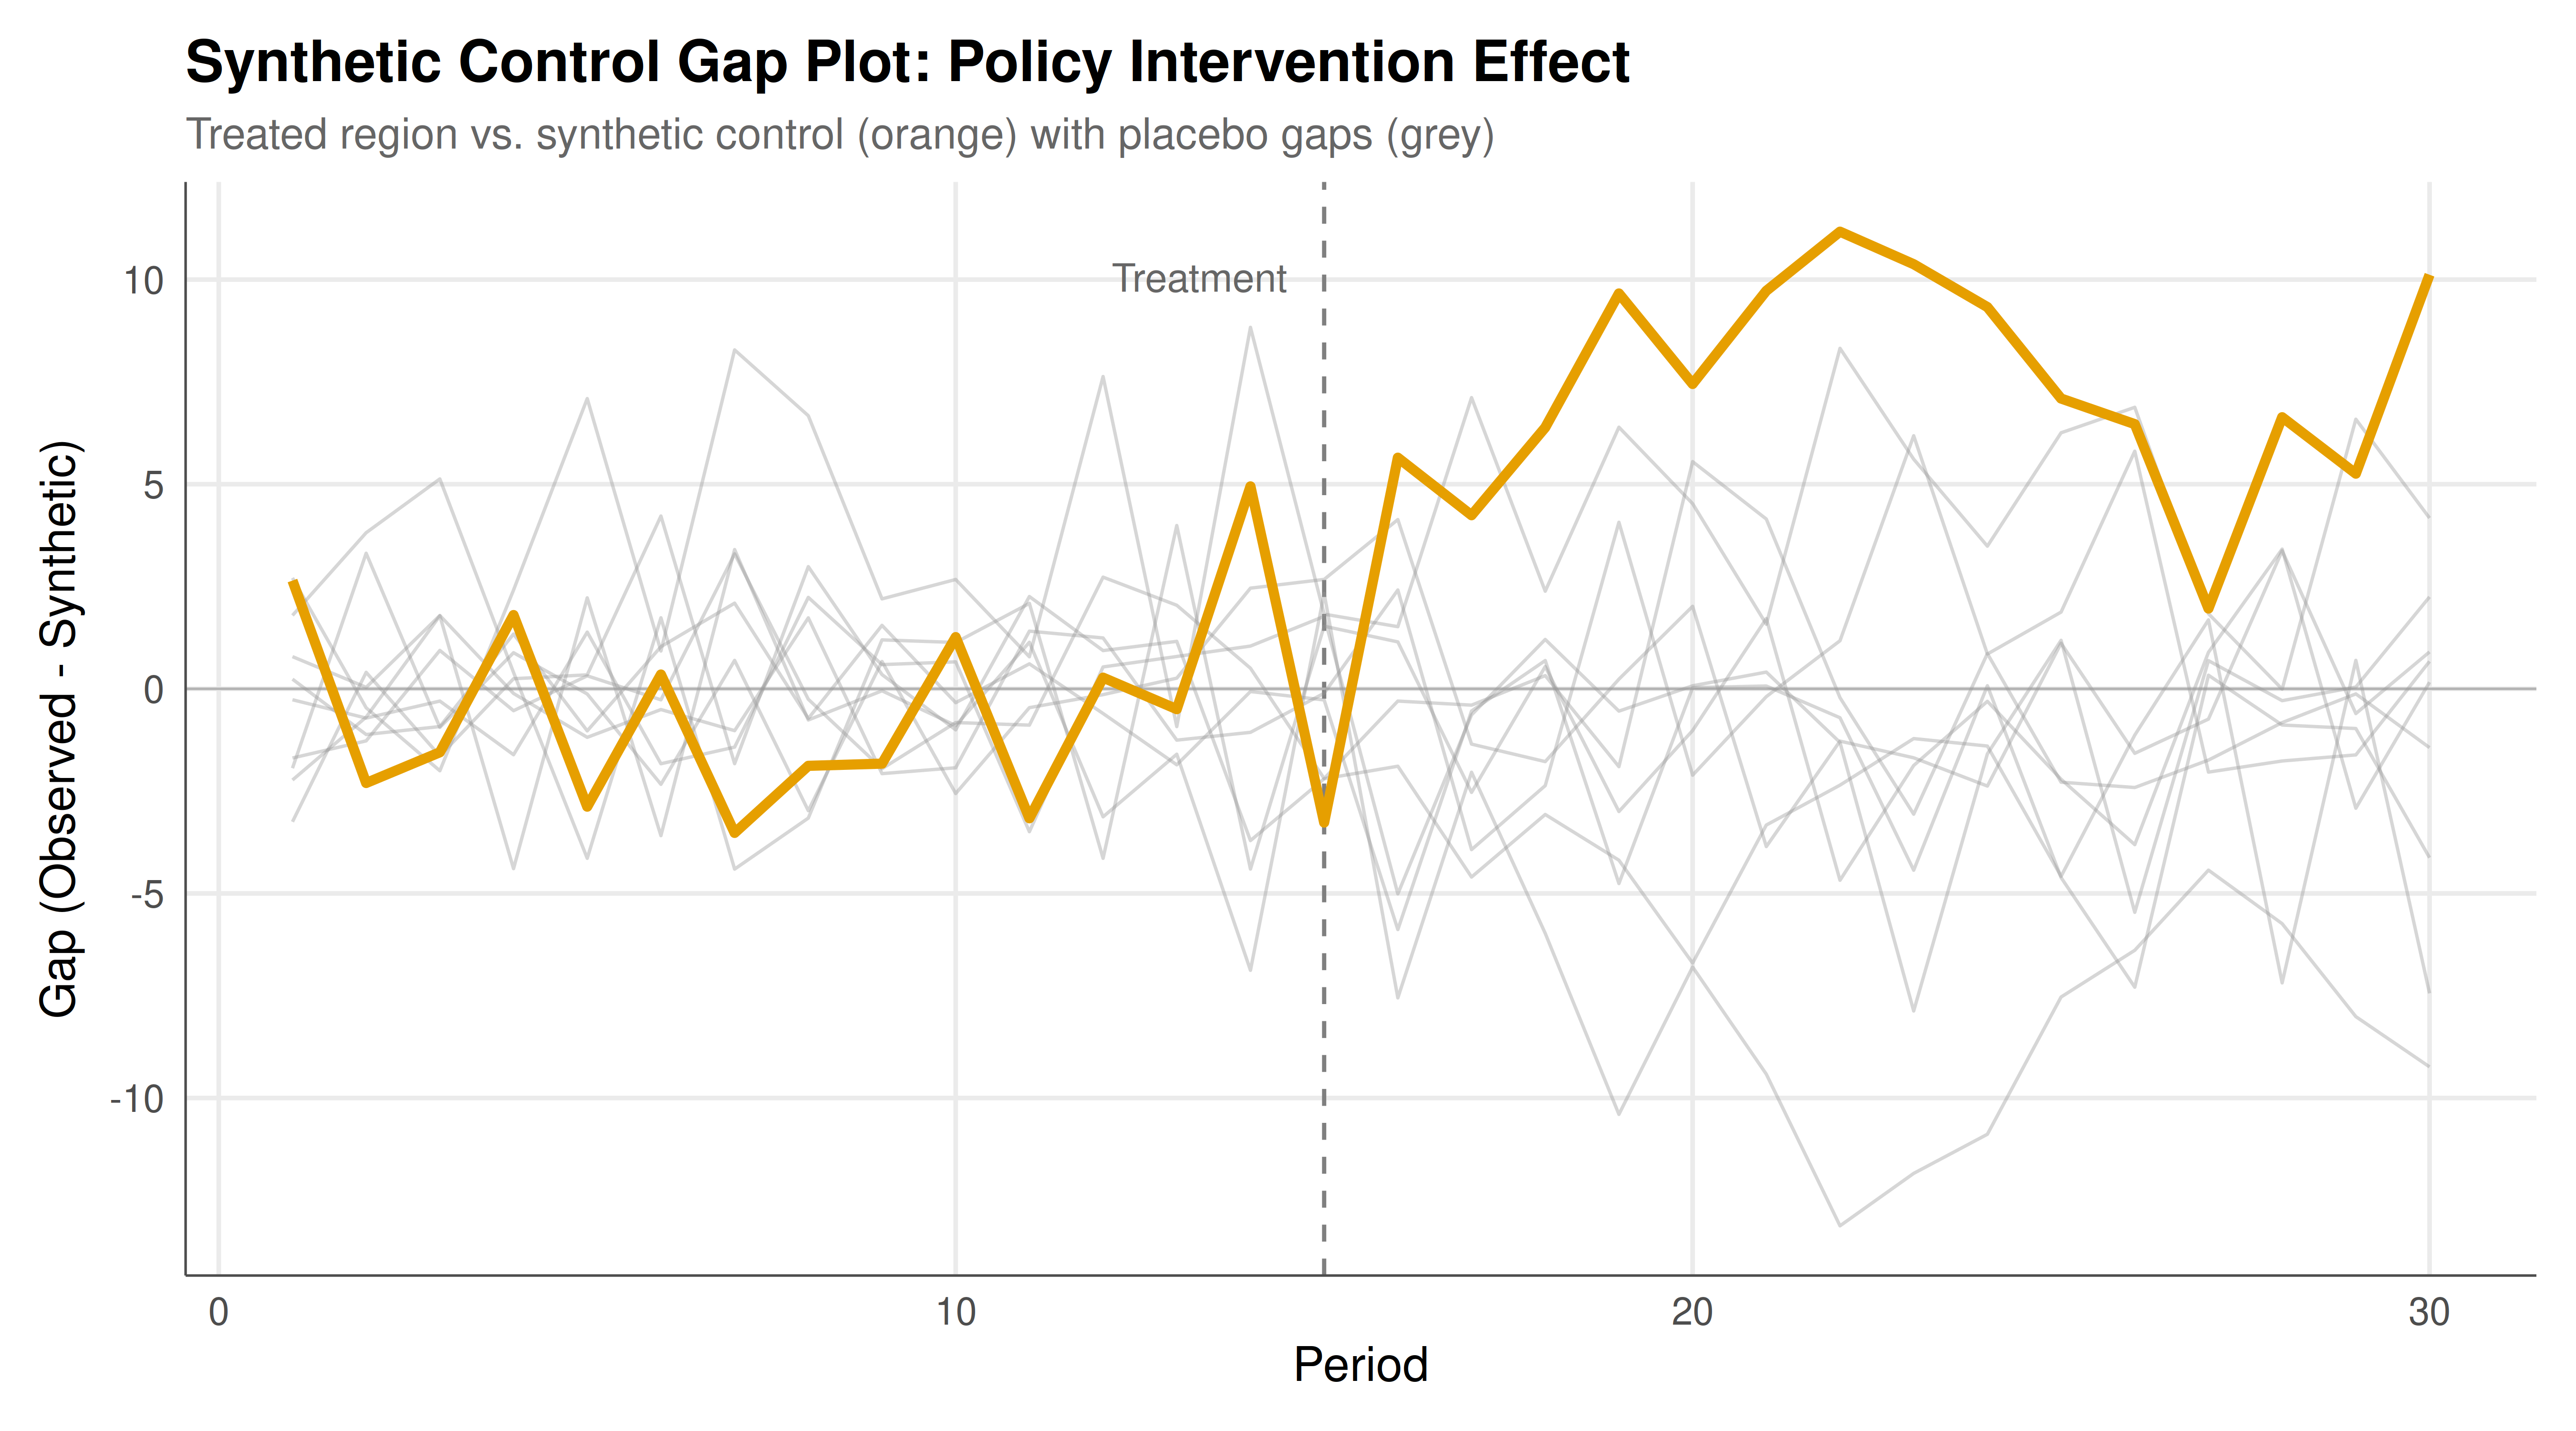 Synthetic Control Gap Plot: Policy Intervention Effect
Treated region vs. synthetic control (orange) with placebo gaps (grey)
Treatment
Gap (Observed - Synthetic)
10
5
0
-5
-10
0
10
20
30
Period